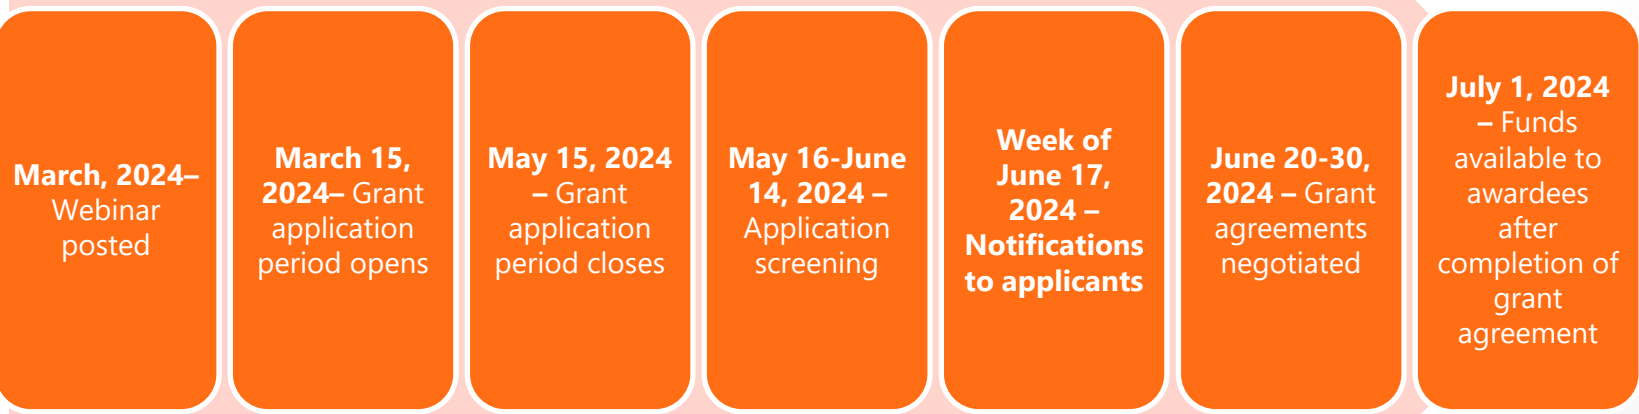 March, 2024–
Webinar
posted
March 15,
2024– Grant
application
period opens
May 15, 2024
– Grant
application
period closes
May 16-June
14, 2024 –
Application
screening
Week of
June 17,
2024 –
Notifications
to applicants
June 20-30,
2024 – Grant
agreements
negotiated
July 1, 2024
– Funds
available to
awardees
after
completion of
grant
agreement